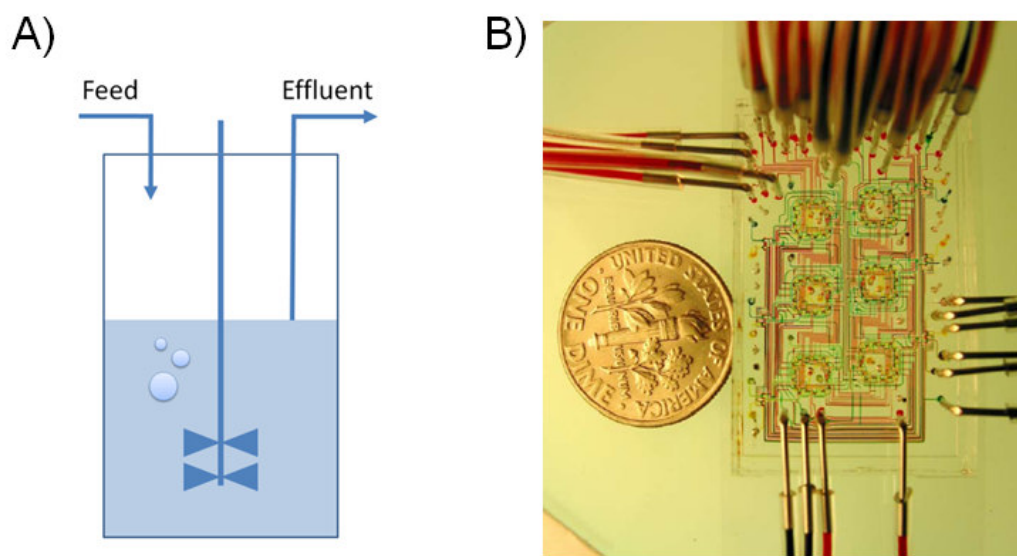 A)
B)
Feed
Effluent
UNITED STATES OF AMERICA
ONE DIME